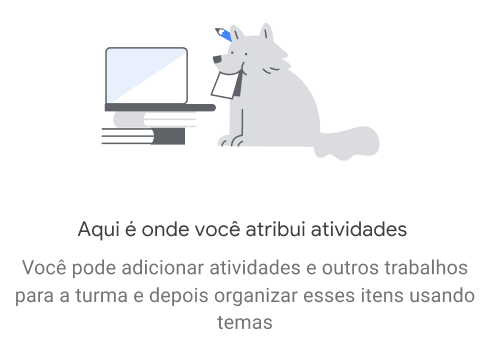 Aqui é onde você atribui atividades
Você pode adicionar atividades e outros trabalhos
para a turma e depois organizar esses itens usando
temas